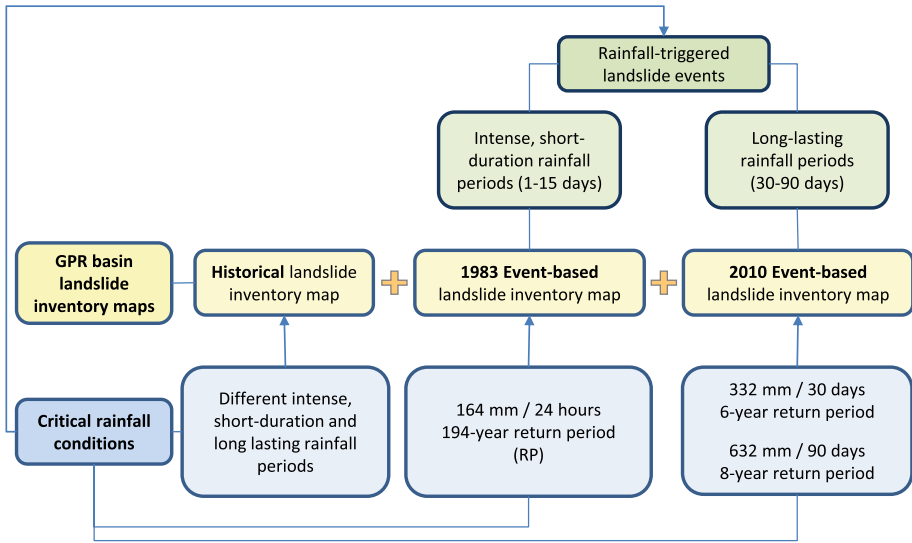 Rainfall-triggered
landslide events
Intense, short-
duration rainfall
periods (1-15 days)
Long-lasting
rainfall periods
(30-90 days)
GPR basin
landslide
inventory maps
Historical landslide
inventory map
1983 Event-based
landslide inventory map
2010 Event-based
landslide inventory map
Critical rainfall
conditions
Different intense,
short-duration and
long lasting rainfall
periods
164 mm / 24 hours
194-year return period
(RP)
332 mm / 30 days
6-year return period
632 mm / 90 days
8-year return period